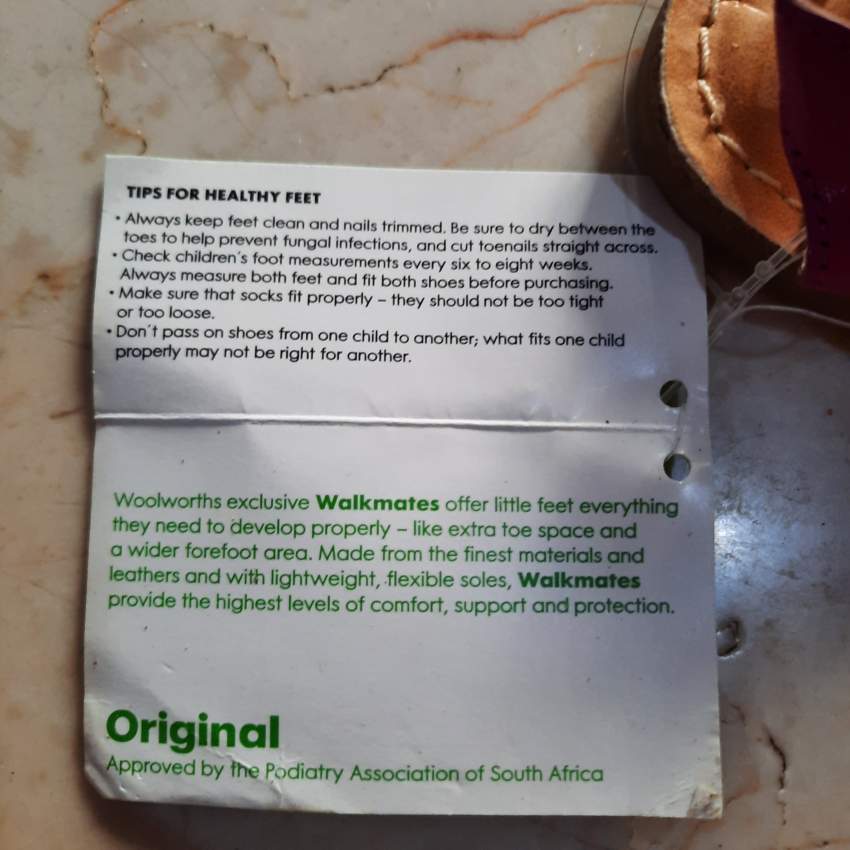 TIPS FOR HEALTHY FEET
• Always keep feet clean and nails trimmed. Be sure to dry between the
toes to help prevent fungal infections, and cut toenails straight across.
• Check children's foot measurements every six to eight weeks.
Always measure both feet and fit both shoes before purchasing.
• Make sure that socks fit properly – they should not be too tight
or too loose.
• Don't pass on shoes from one child to another; what fits one child
properly may not be right for another.
Woolworths exclusive Walkmates offer little feet everything
they need to develop properly – like extra toe space and
a wider forefoot area. Made from the finest materials and
leathers and with lightweight, flexible soles, Walkmates
provide the highest levels of comfort, support and protection.
Original
Approved by the Podiatry Association of South Africa